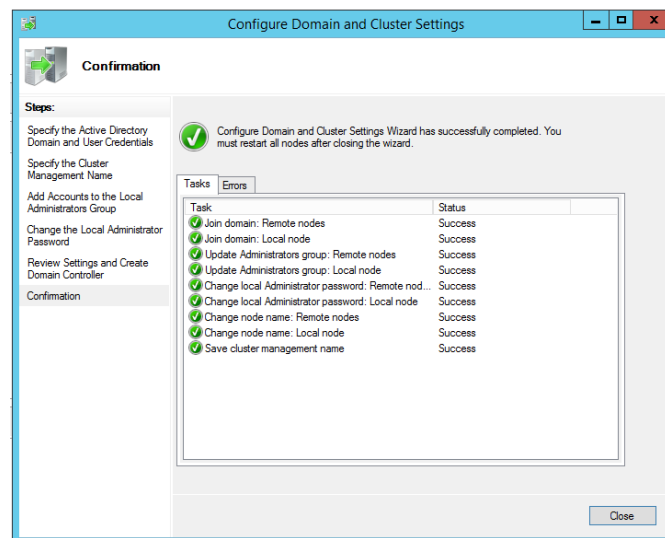 Configure Domain and Cluster Settings
Confirmation
Steps:
Specify the Active Directory
Domain and User Credentials
Specify the Cluster
Management Name
Add Accounts to the Local
Administrators Group
Change the Local Administrator
Password
Review Settings and Create
Domain Controller
Confirmation
Configure Domain and Cluster Settings Wizard has successfully completed. You
must restart all nodes after closing the wizard.
Tasks Errors
Task Status
Join domain: Remote nodes Success
Join domain: Local node Success
Update Administrators group: Remote nodes Success
Update Administrators group: Local node Success
Change local Administrator password: Remote nod... Success
Change local Administrator password: Local node Success
Change node name: Remote nodes Success
Change node name: Local node Success
Save cluster management name Success
Close